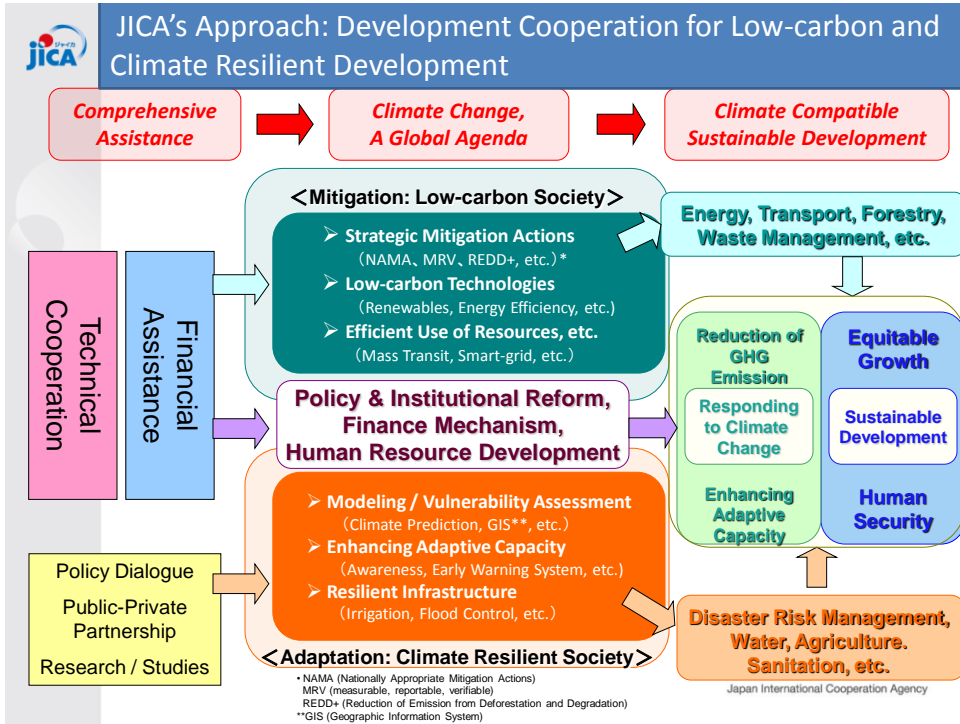 ジャイカ
JICA
JICA's Approach: Development Cooperation for Low-carbon and
Climate Resilient Development
Comprehensive
Assistance
Climate Change,
A Global Agenda
Climate Compatible
Sustainable Development
<Mitigation: Low-carbon Society>
➢ Strategic Mitigation Actions
(NAMA、MRV、REDD+, etc.)*
➢ Low-carbon Technologies
(Renewables, Energy Efficiency, etc.)
➢ Efficient Use of Resources, etc.
(Mass Transit, Smart-grid, etc.)
Energy, Transport, Forestry,
Waste Management, etc.
Technical
Cooperation
Financial
Assistance
Policy & Institutional Reform,
Finance Mechanism,
Human Resource Development
Reduction of
GHG
Emission
Responding
to Climate
Change
Enhancing
Adaptive
Capacity
Equitable
Growth
Sustainable
Development
Human
Security
➢ Modeling / Vulnerability Assessment
(Climate Prediction, GIS**, etc.)
➢ Enhancing Adaptive Capacity
(Awareness, Early Warning System, etc.)
➢ Resilient Infrastructure
(Irrigation, Flood Control, etc.)
<Adaptation: Climate Resilient Society>
Policy Dialogue
Public-Private
Partnership
Research / Studies
Disaster Risk Management,
Water, Agriculture.
Sanitation, etc.
• NAMA (Nationally Appropriate Mitigation Actions)
MRV (measurable, reportable, verifiable)
REDD+ (Reduction of Emission from Deforestation and Degradation)
**GIS (Geographic Information System)
Japan International Cooperation Agency